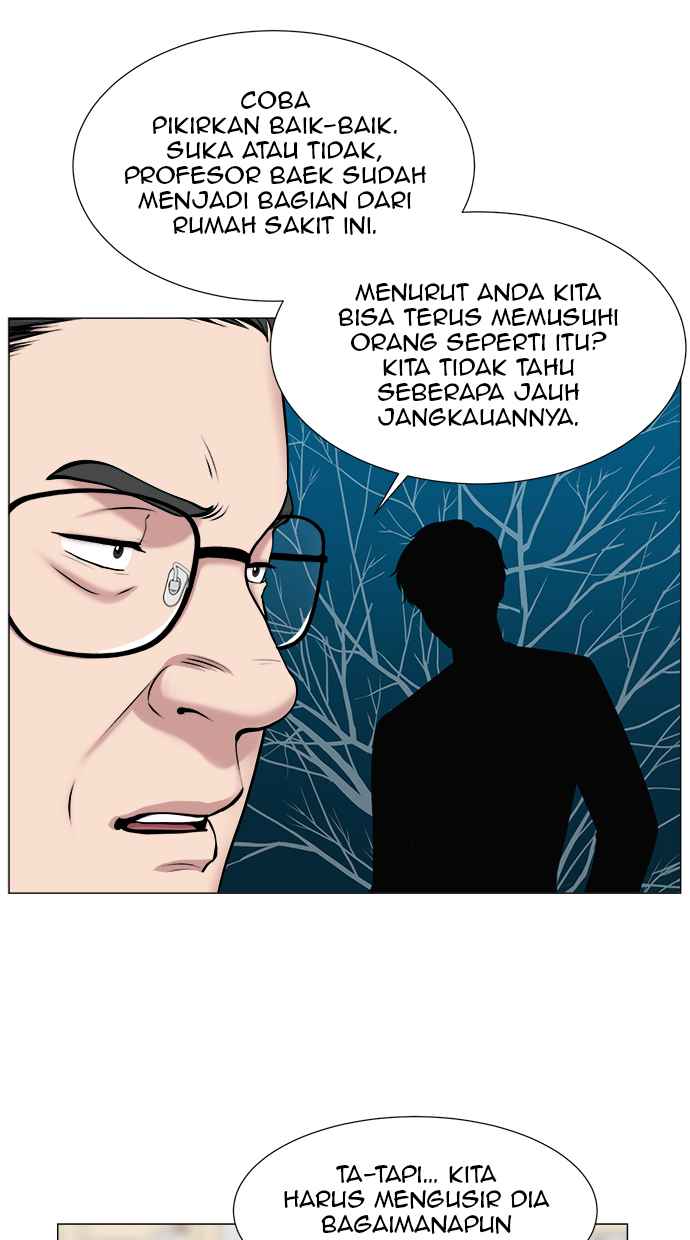 COBA
PIKIRKAN BAIK-BAIK.
SUKA ATAU TIDAK,
PROFESOR BAEK SUDAH
MENJADI BAGIAN DARI
RUMAH SAKIT INI.
MENURUT ANDA KITA
BISA TERUS MEMUSUHI
ORANG SEPERTI ITU?
KITA TIDAK TAHU
SEBERAPA JAUH
JANGKAUANNYA.
TA-TAPI... KITA
HARUS MENGUSIR DIA
BAGAIMANAPUN